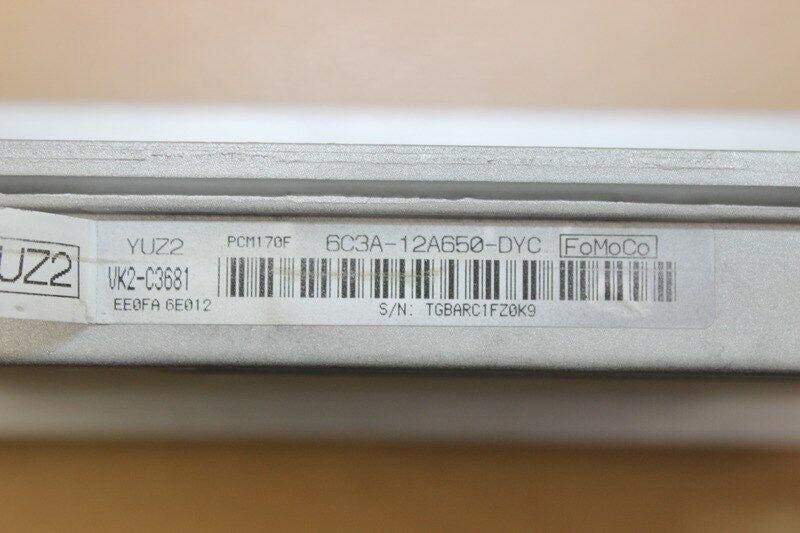 UZ2
YUZ2 PCM170F 6C3A-12A650-DYC FoMoCo
VK2-C3681
EE0FA 6E012 S/N: TGBARC1FZ0K9